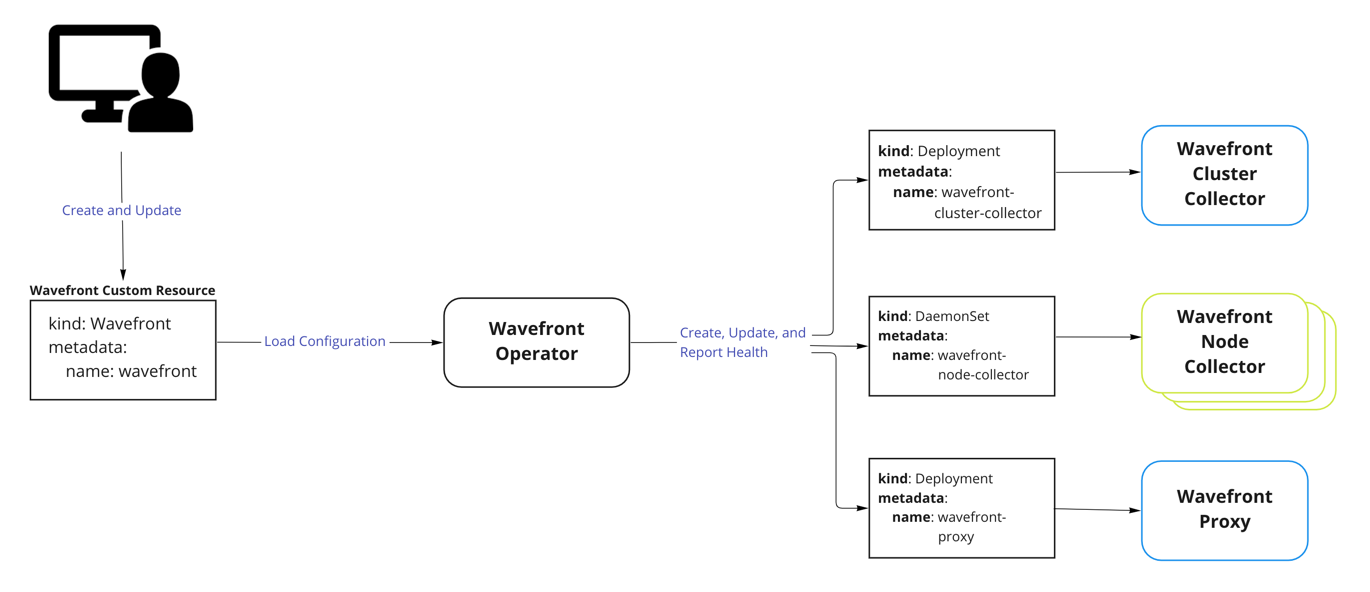 Create and Update
Wavefront Custom Resource
kind: Wavefront
metadata:
name: wavefront
Load Configuration
Wavefront
Operator
Create, Update, and
Report Health
kind: Deployment
metadata:
name: wavefront-
cluster-collector
Wavefront
Cluster
Collector
kind: DaemonSet
metadata:
name: wavefront-
node-collector
Wavefront
Node
Collector
kind: Deployment
metadata:
name: wavefront-
proxy
Wavefront
Proxy